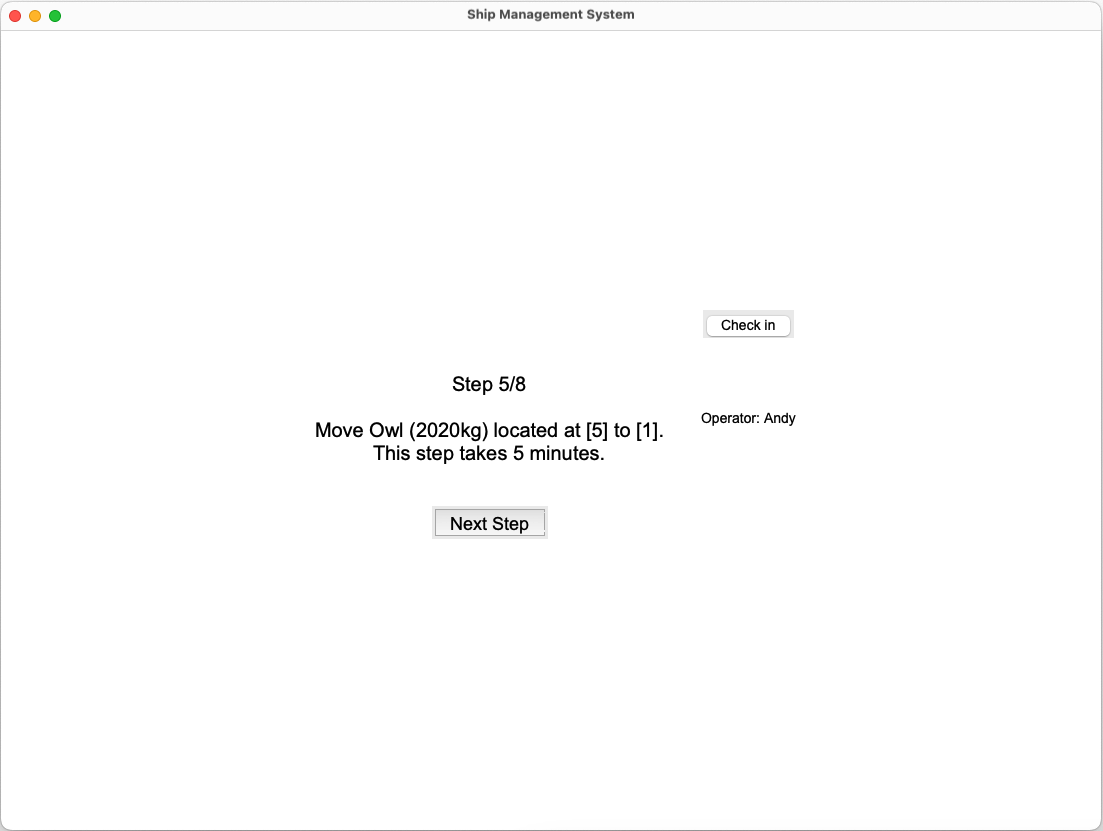 Ship Management System
Check in
Step 5/8
Operator: Andy
Move Owl (2020kg) located at [5] to [1].
This step takes 5 minutes.
Next Step